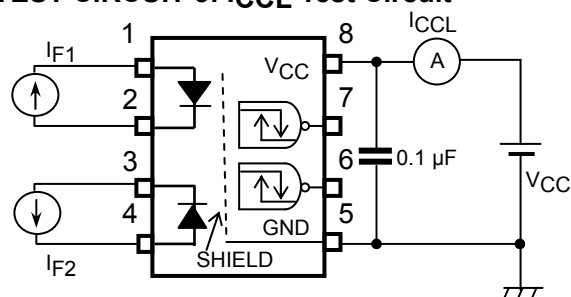 TEST CIRCUIT 3: ICCL Test Circuit
1
IF1
2
3
4
IF2
SHIELD
VCC
GND
8
7
6
5
ICCL
A
0.1 μF
VCC